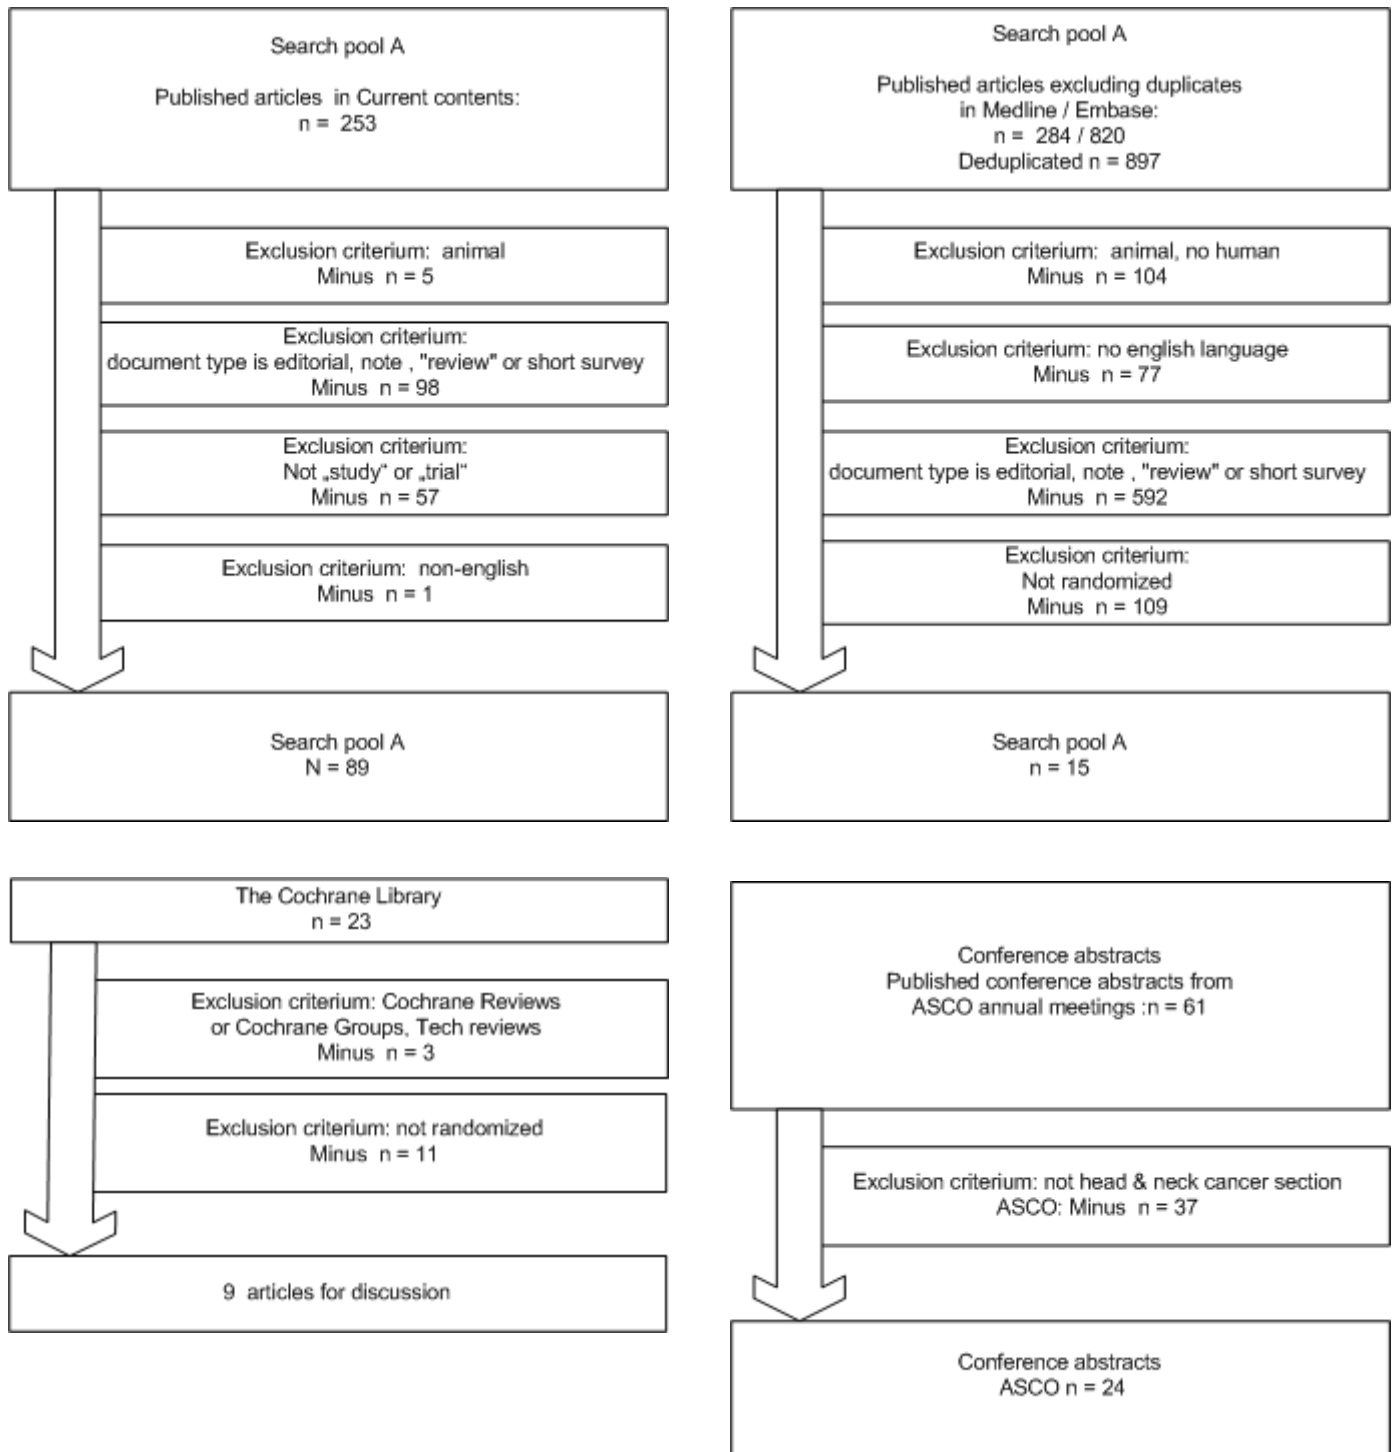 Search pool A
Published articles in Current contents:
n = 253
Exclusion criterium: animal
Minus n = 5
Exclusion criterium:
document type is editorial, note , "review" or short survey
Minus n = 98
Exclusion criterium:
Not „study“ or „trial“
Minus n = 57
Exclusion criterium: non-english
Minus n = 1
Search pool A
N = 89
Search pool A
Published articles excluding duplicates
in Medline / Embase:
n = 284 / 820
Deduplicated n = 897
Exclusion criterium: animal, no human
Minus n = 104
Exclusion criterium: no english language
Minus n = 77
Exclusion criterium:
document type is editorial, note , "review" or short survey
Minus n = 592
Exclusion criterium:
Not randomized
Minus n = 109
Search pool A
n = 15
The Cochrane Library
n = 23
Exclusion criterium: Cochrane Reviews
or Cochrane Groups, Tech reviews
Minus n = 3
Exclusion criterium: not randomized
Minus n = 11
9 articles for discussion
Conference abstracts
Published conference abstracts from
ASCO annual meetings :n = 61
Exclusion criterium: not head & neck cancer section
ASCO: Minus n = 37
Conference abstracts
ASCO n = 24